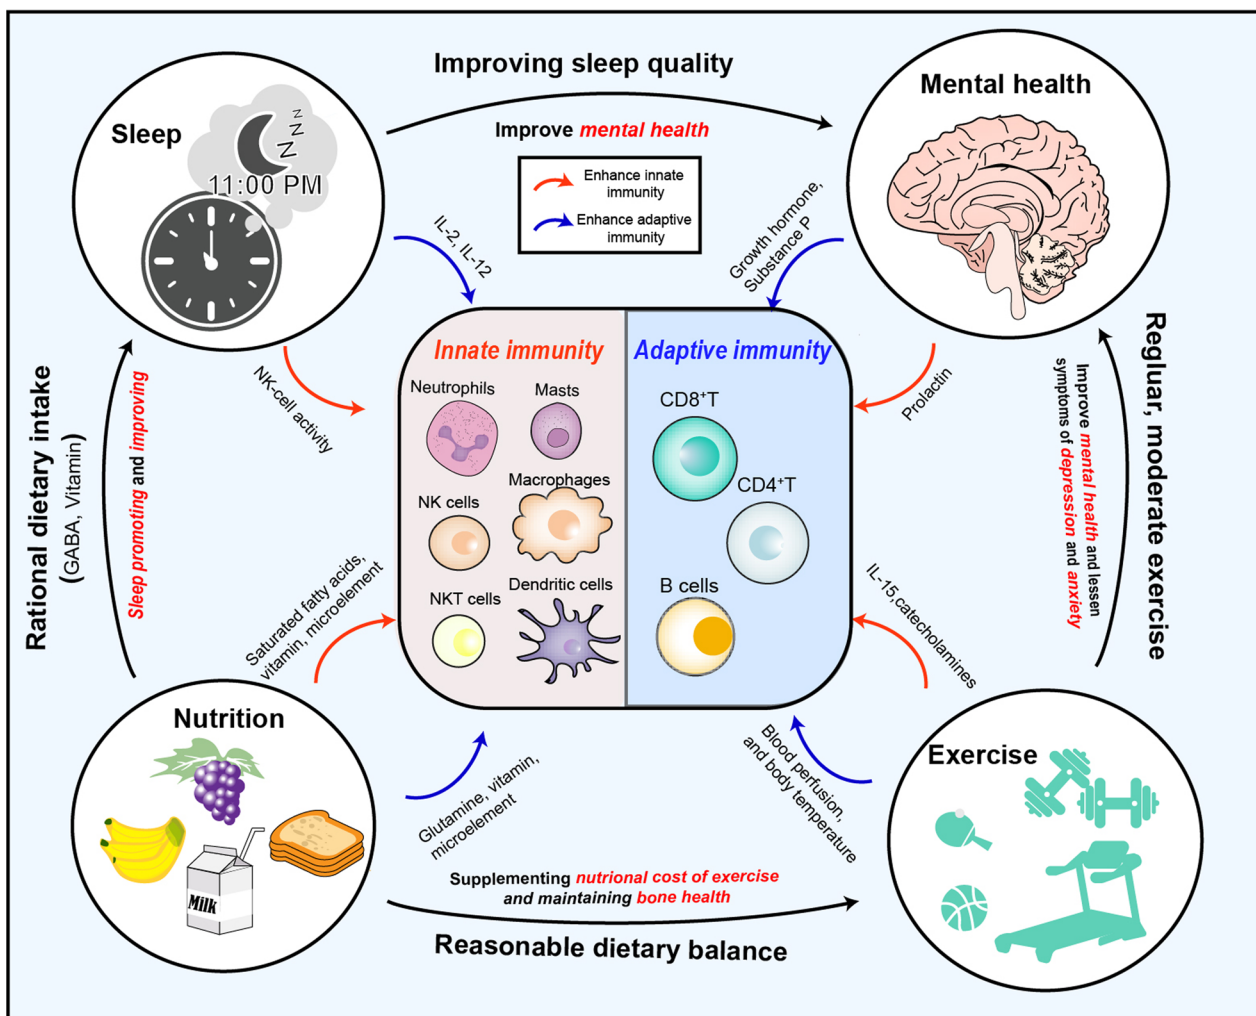 Improving sleep quality
Improve mental health
Sleep
11:00 PM
Z
Z
Z
Mental health
Enhance innate
immunity
Enhance adaptive
immunity
IL-2, IL-12
Growth hormone,
Substance P
NK-cell activity
Prolactin
Innate immunity
Neutrophils
Masts
NK cells
Macrophages
NKT cells
Dendritic cells
Adaptive immunity
CD8⁺T
CD4⁺T
B cells
Rational dietary intake
(GABA, Vitamin)
Sleep promoting and improving
Regluar, moderate exercise
Improve mental health and lessen
symptoms of depression and anxiety
Saturated fatty acids,
vitamin, microelement
IL-15,catecholamines
Nutrition
Milk
Glutamine, vitamin,
microelement
Blood perfusion,
and body temperature
Exercise
Supplementing nutrional cost of exercise
and maintaining bone health
Reasonable dietary balance